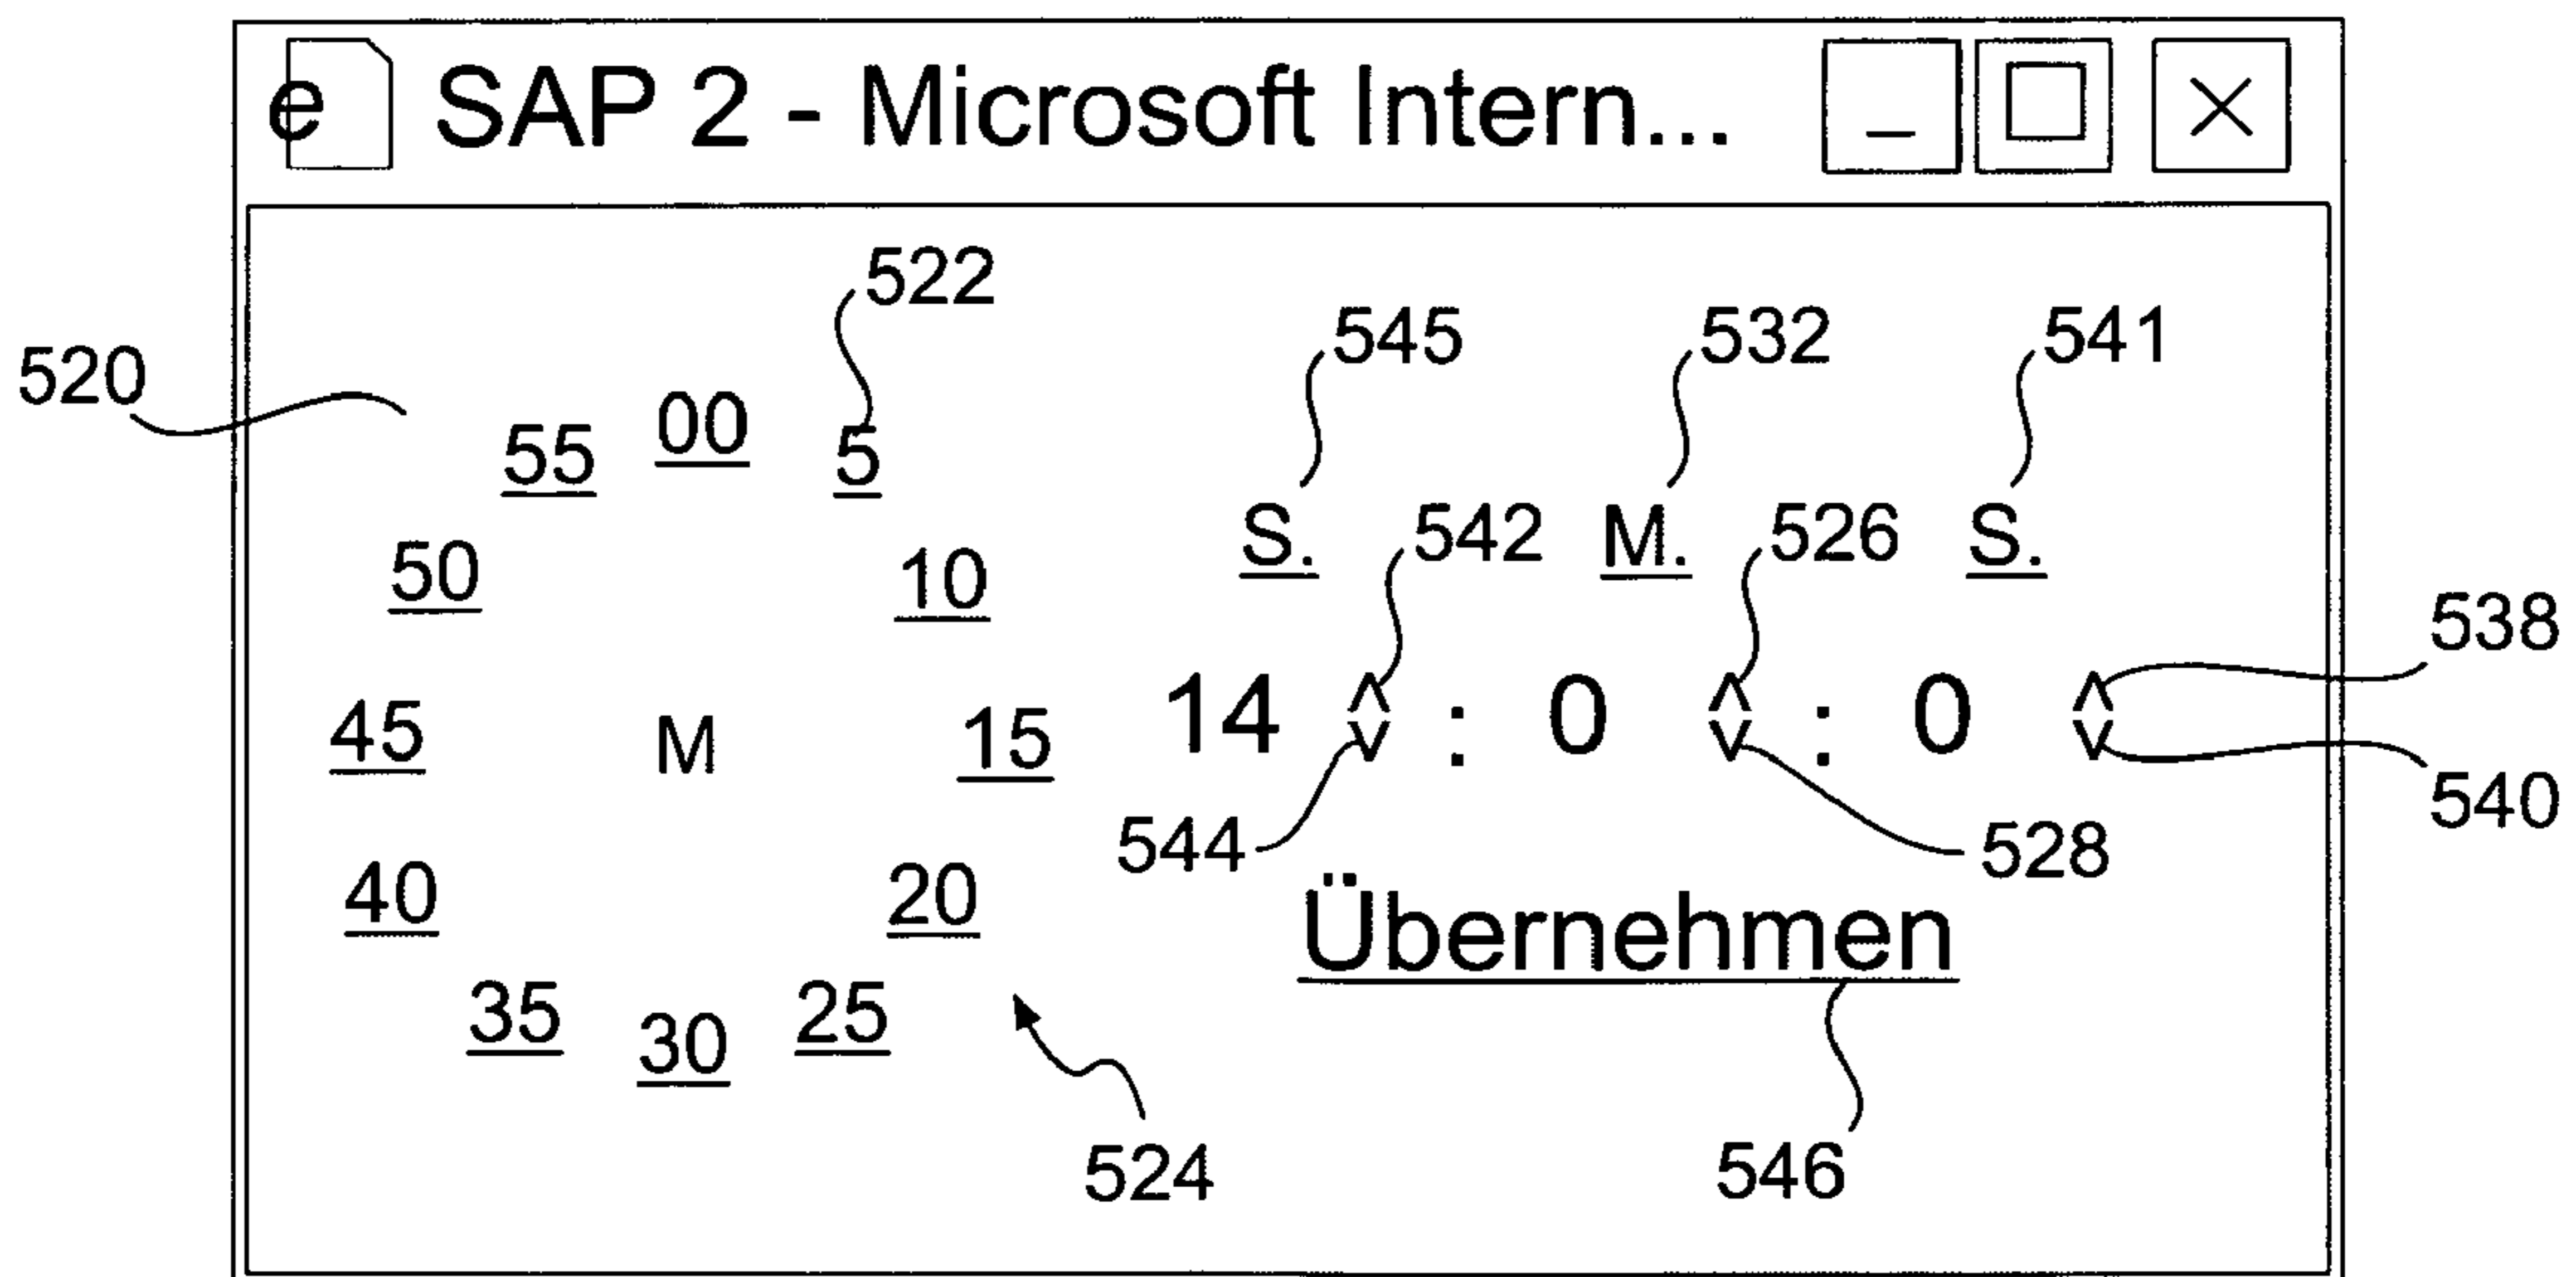 e SAP 2 - Microsoft Intern...
522
545 532 541
520
00
55 5
S. 542 M. 526 S.
50 10
538
14 : 0 : 0
45 M 15
540
544 528
40 20
Übernehmen
35 30 25
524 546